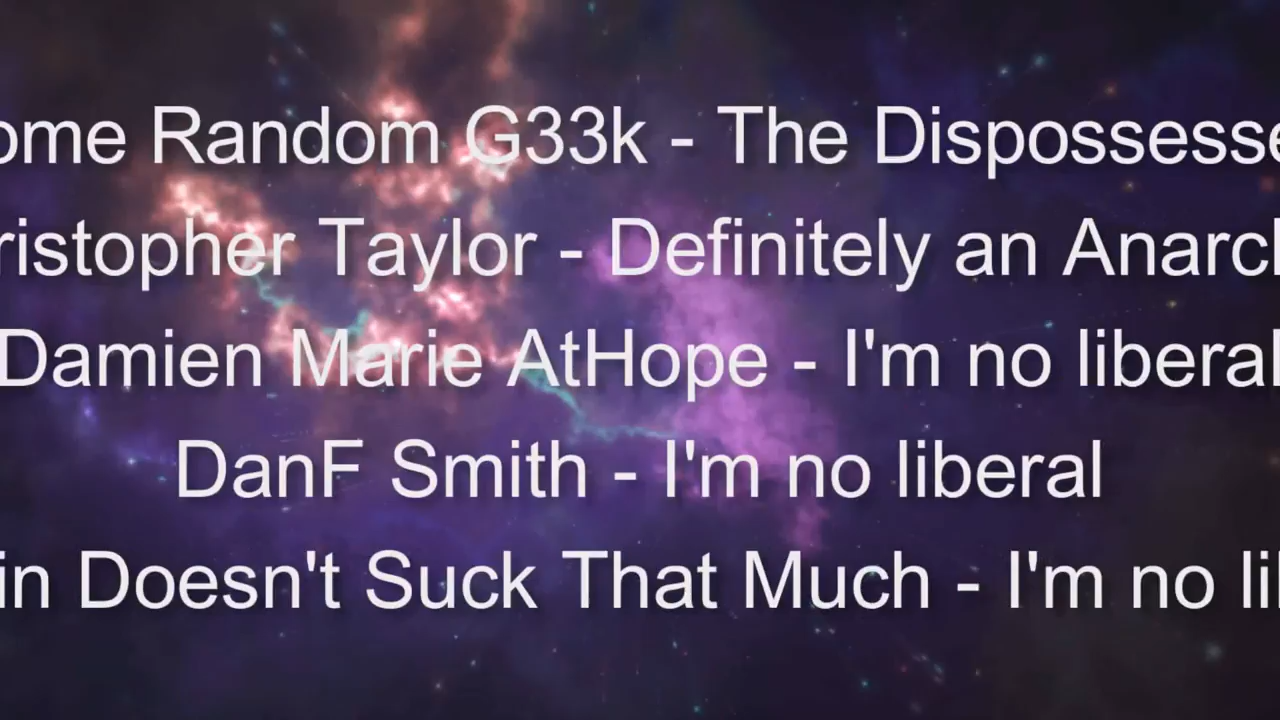 ome Random G33k - The Dispossesse
ristopher Taylor - Definitely an Anarc
Damien Marie AtHope - I'm no liberal
DanF Smith - I'm no liberal
in Doesn't Suck That Much - I'm no li